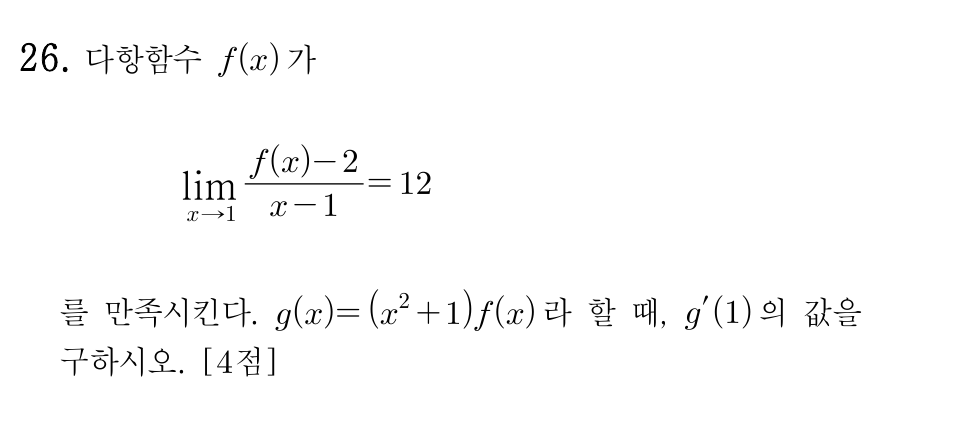 26. 다항함수 f(x)가
lim_{x→1} (f(x)−2)/(x−1) = 12
를 만족시킨다. g(x)=(x²+1)f(x)라 할 때, g′(1)의 값을
구하시오. [4점]